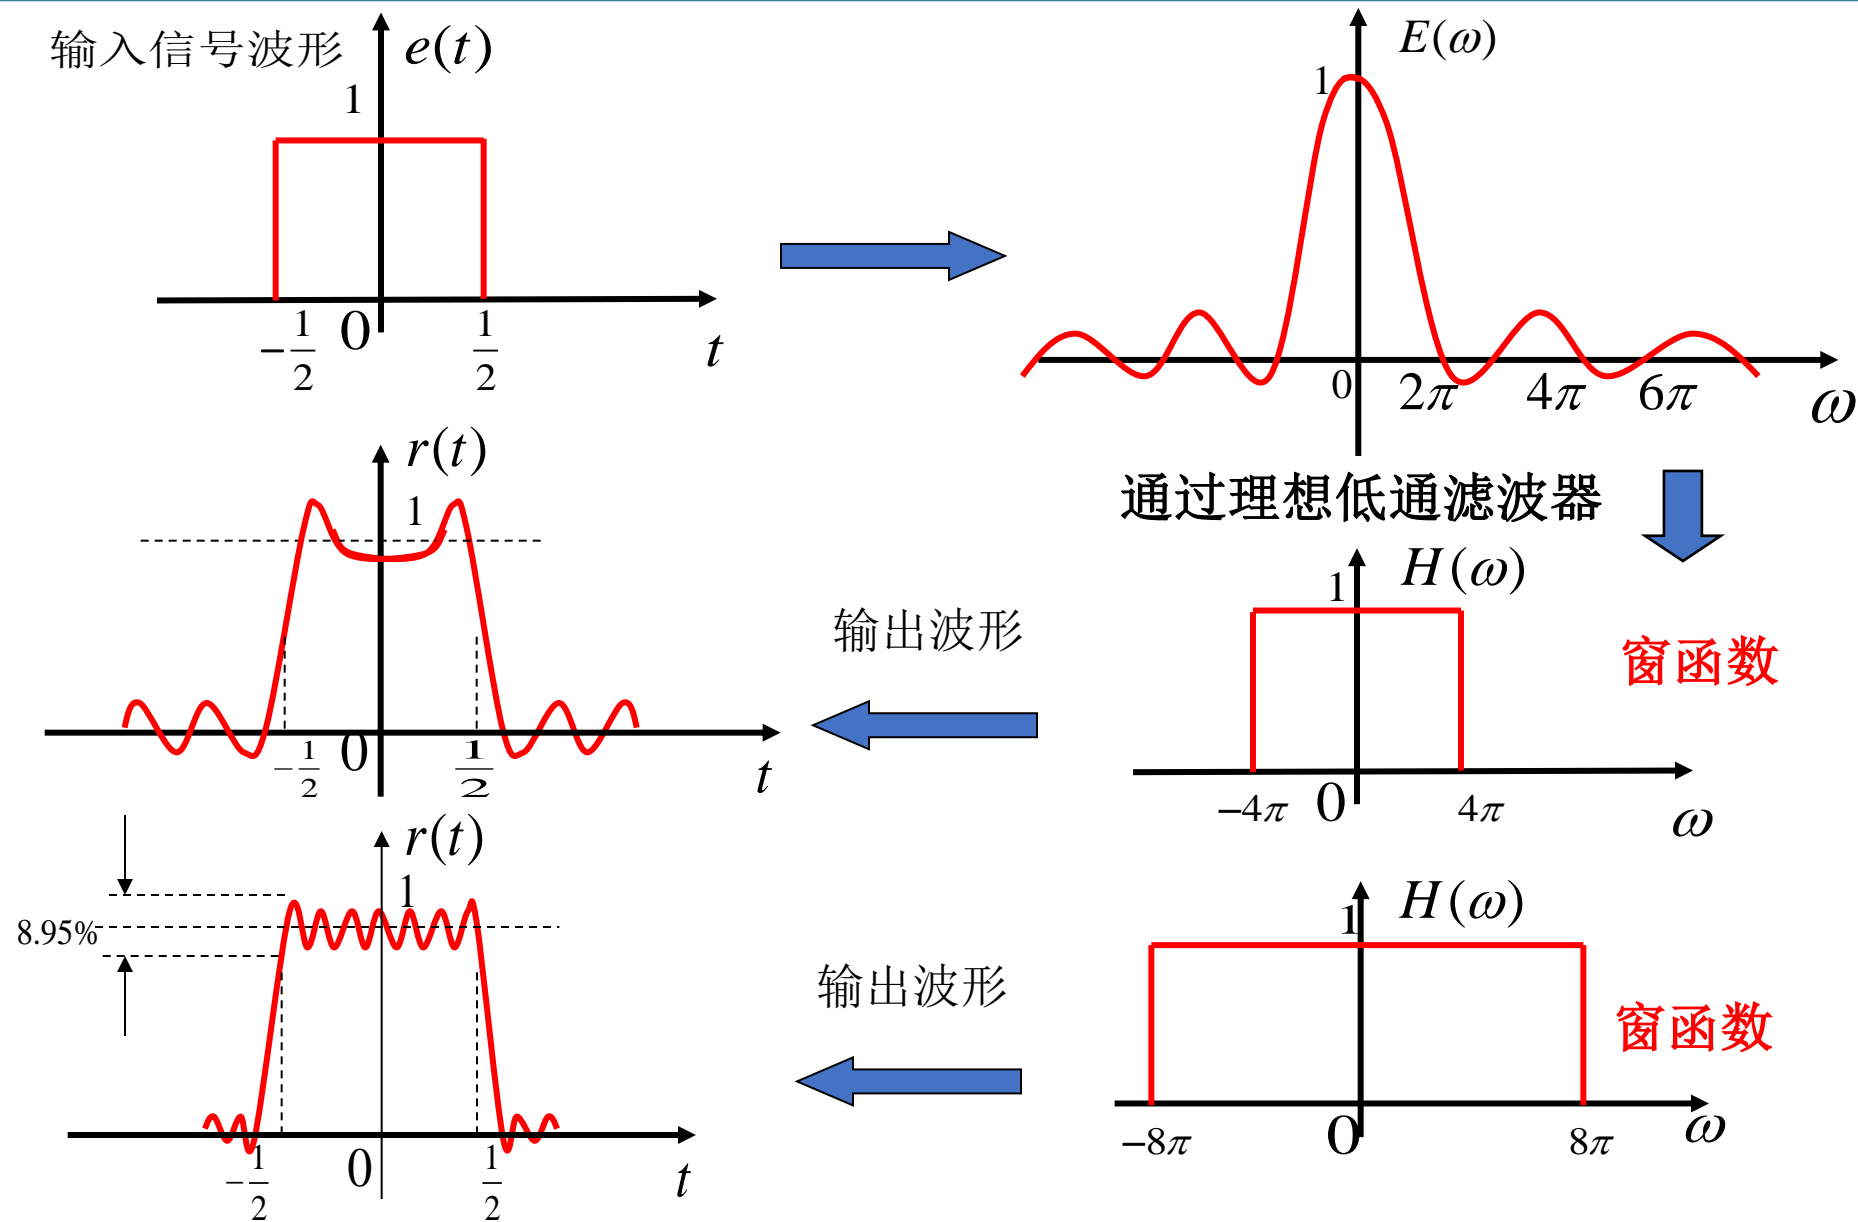 输入信号波形
e(t)
1
−1/2
0
1/2
t
E(ω)
1
0
2π
4π
6π
ω
通过理想低通滤波器
r(t)
1
−1/2
0
1/2
t
输出波形
H(ω)
1
−4π
0
4π
ω
窗函数
r(t)
1
8.95%
−1/2
0
1/2
t
输出波形
H(ω)
1
−8π
0
8π
ω
窗函数